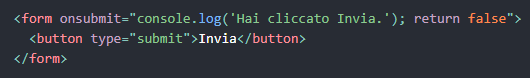 <form onsubmit="console.log('Hai cliccato Invia.'); return false">
<button type="submit">Invia</button>
</form>